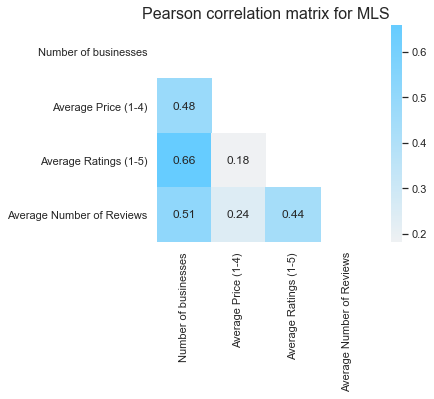 Pearson correlation matrix for MLS
Number of businesses
Average Price (1-4)
Average Ratings (1-5)
Average Number of Reviews
0.48
0.66 0.18
0.51 0.24 0.44
Number of businesses
Average Price (1-4)
Average Ratings (1-5)
Average Number of Reviews
0.6
0.5
0.4
0.3
0.2